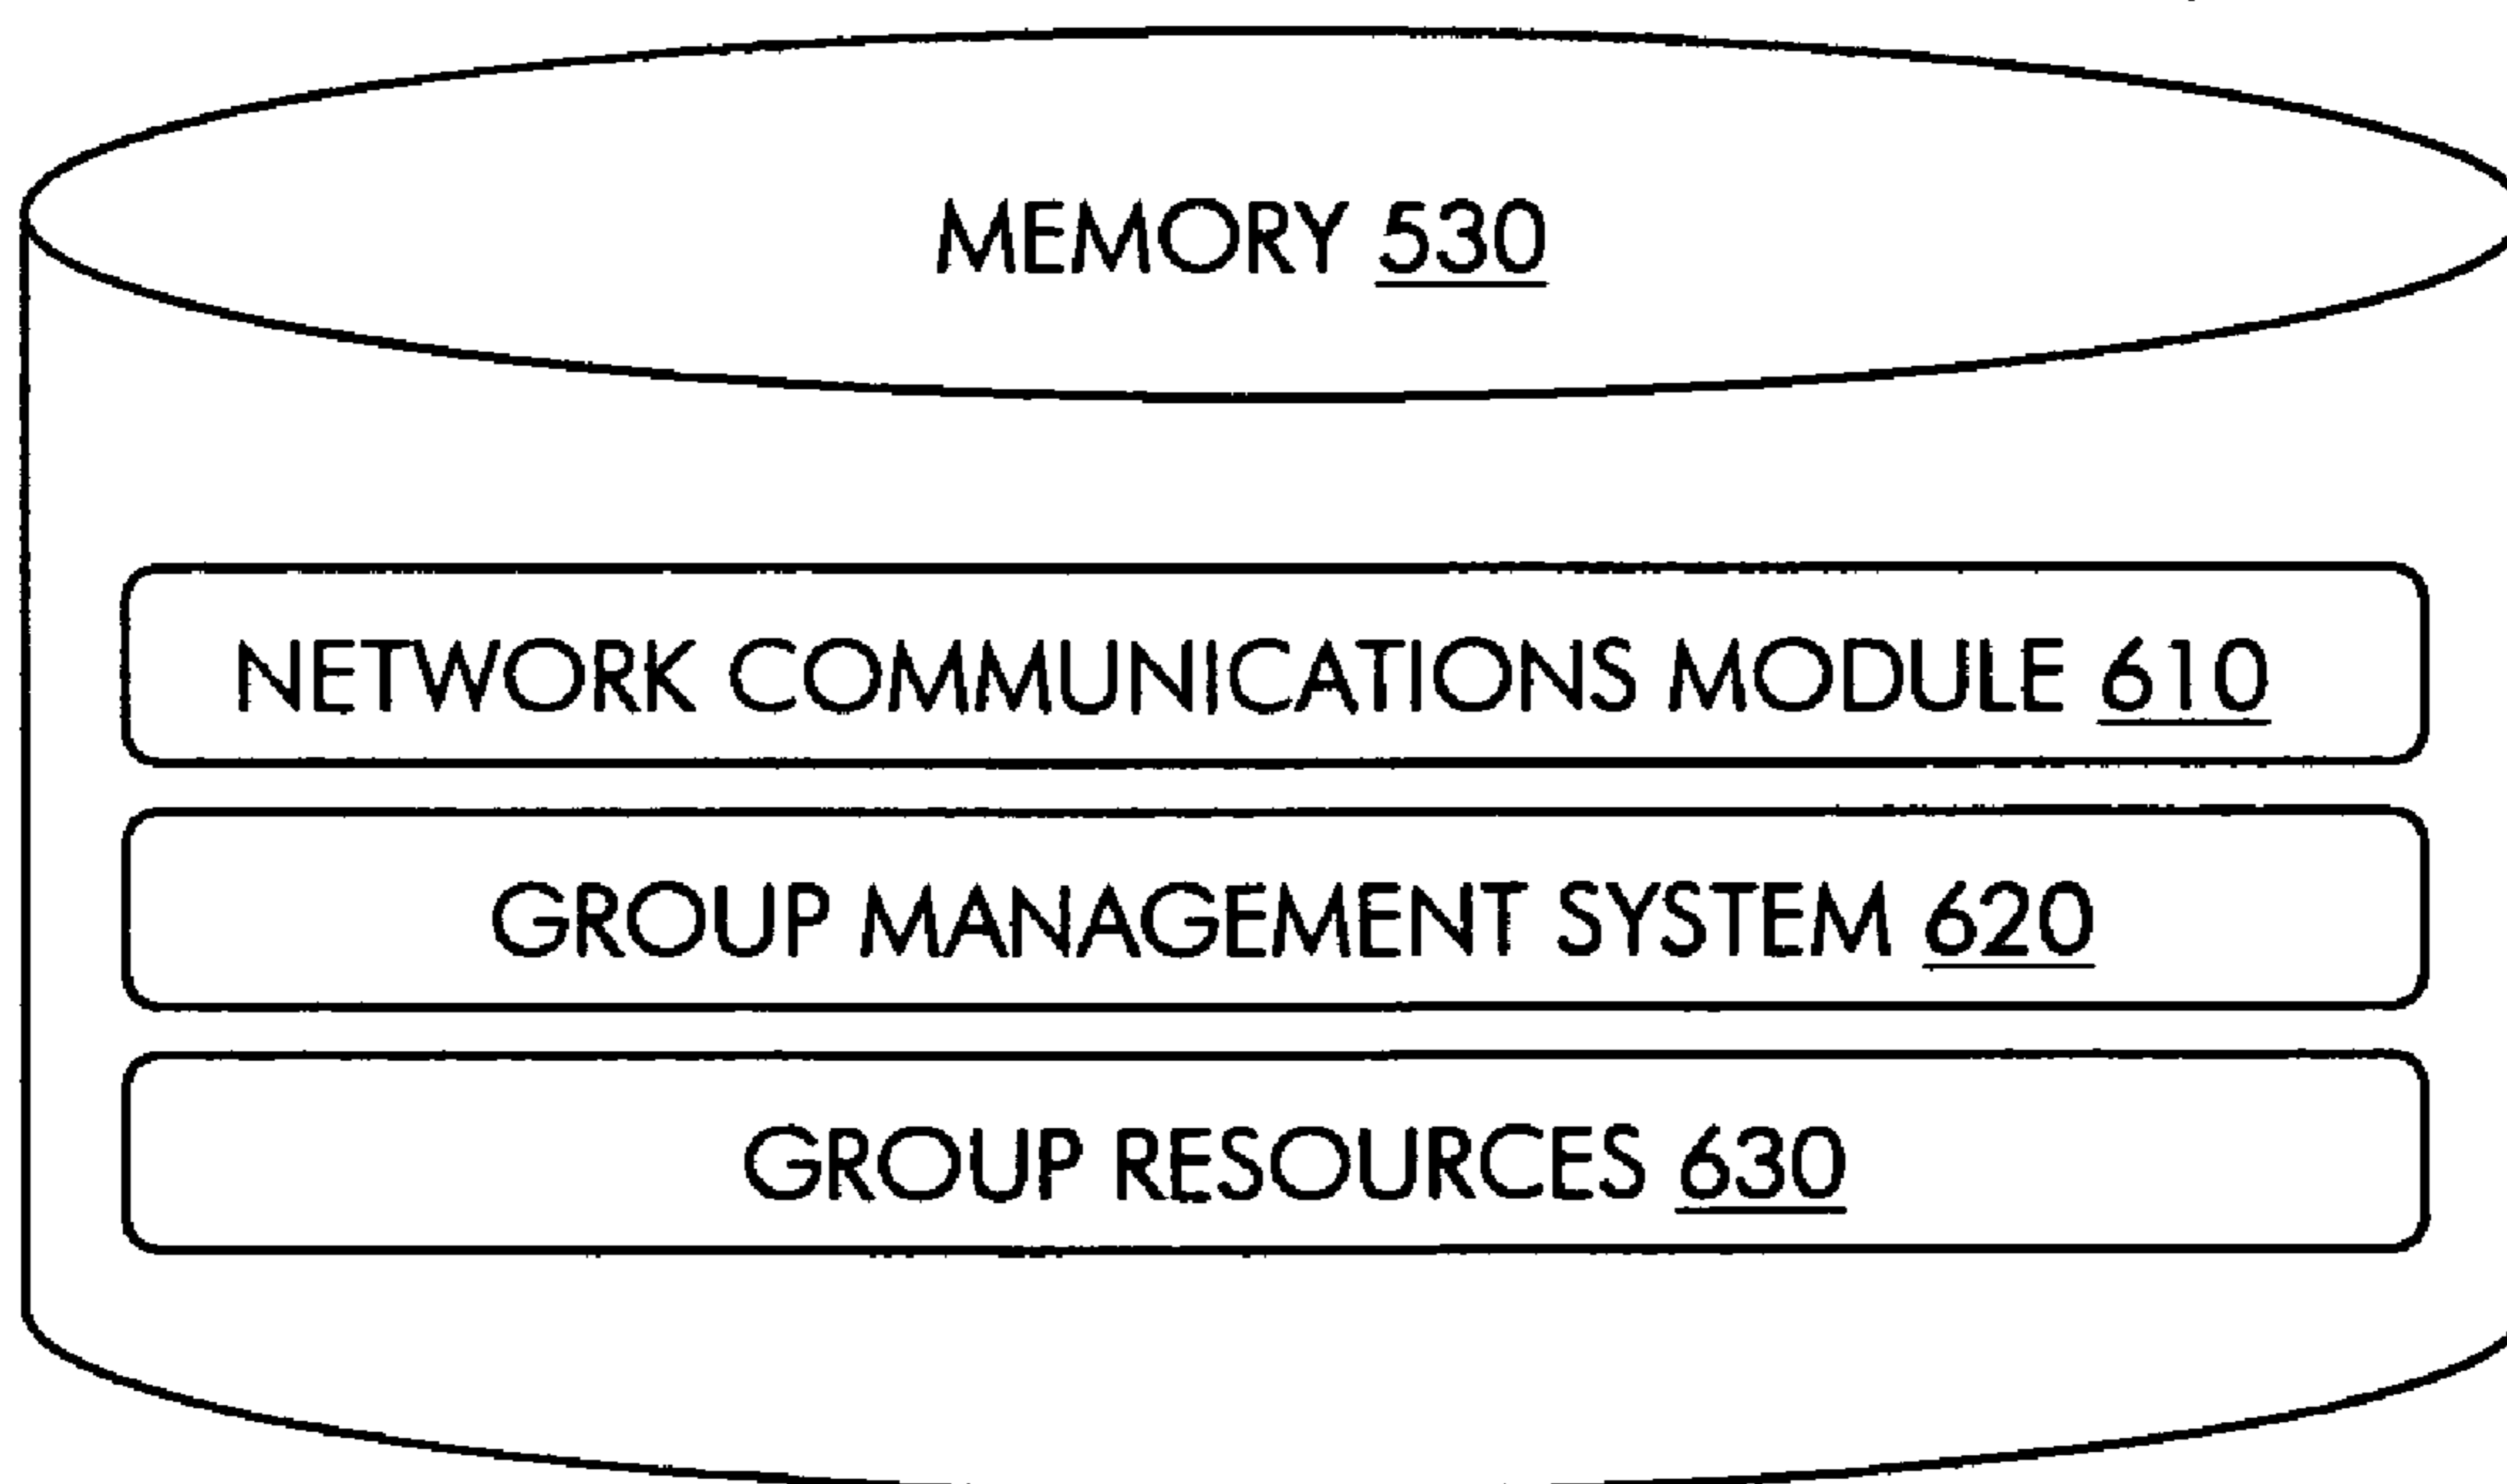 MEMORY 530
NETWORK COMMUNICATIONS MODULE 610
GROUP MANAGEMENT SYSTEM 620
GROUP RESOURCES 630